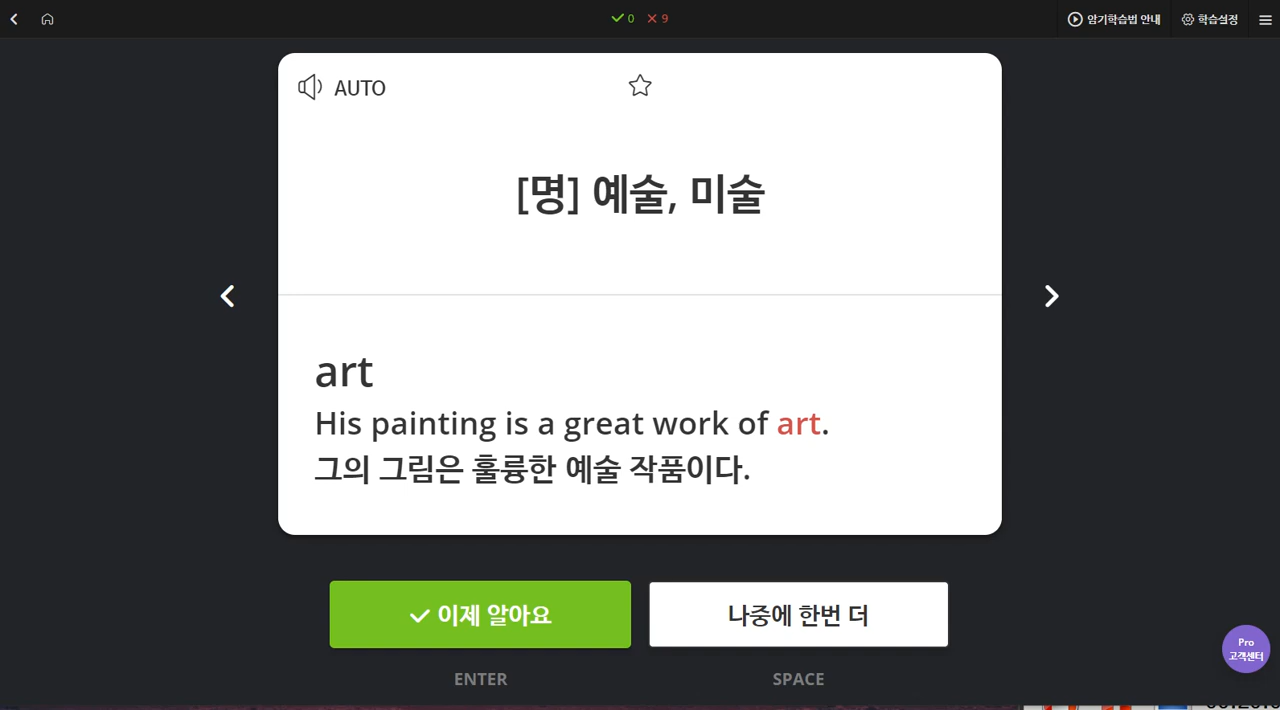 0 9 암기학습법 안내 학습설정
AUTO
[명] 예술, 미술
art
His painting is a great work of art.
그의 그림은 훌륭한 예술 작품이다.
이제 알아요 나중에 한번 더
Pro
고객센터
ENTER SPACE